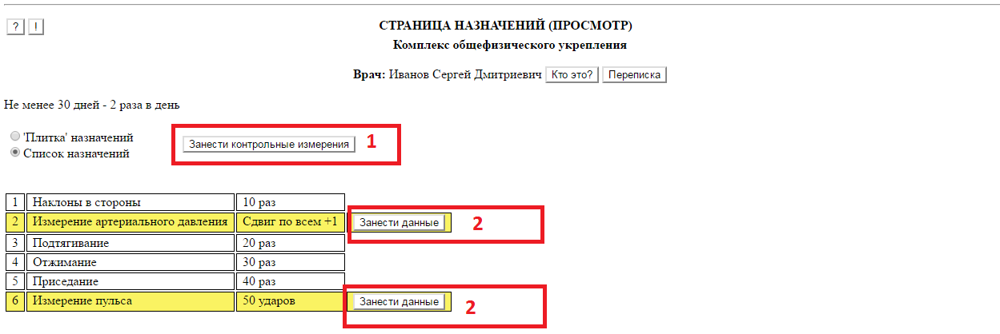 ? ! СТРАНИЦА НАЗНАЧЕНИЙ (ПРОСМОТР)
Комплекс общефизического укрепления
Врач: Иванов Сергей Дмитриевич Кто это? Переписка
Не менее 30 дней - 2 раза в день
'Плитка' назначений
Список назначений
Занести контрольные измерения 1
1 Наклоны в стороны 10 раз
2 Измерение артериального давления Сдвиг по всем +1 Занести данные 2
3 Подтягивание 20 раз
4 Отжимание 30 раз
5 Приседание 40 раз
6 Измерение пульса 50 ударов Занести данные 2